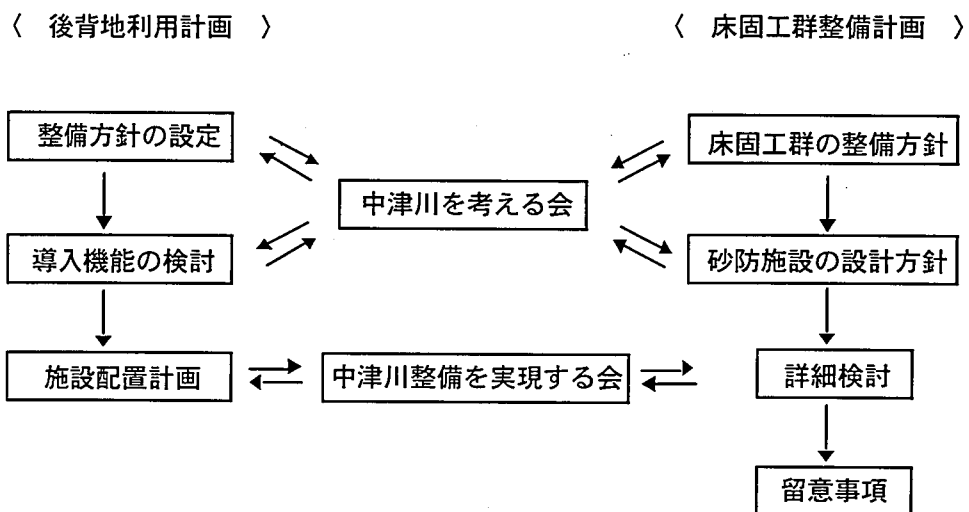 〈　後背地利用計画　〉
〈　床固工群整備計画　〉
整備方針の設定
床固工群の整備方針
中津川を考える会
導入機能の検討
砂防施設の設計方針
施設配置計画
中津川整備を実現する会
詳細検討
留意事項